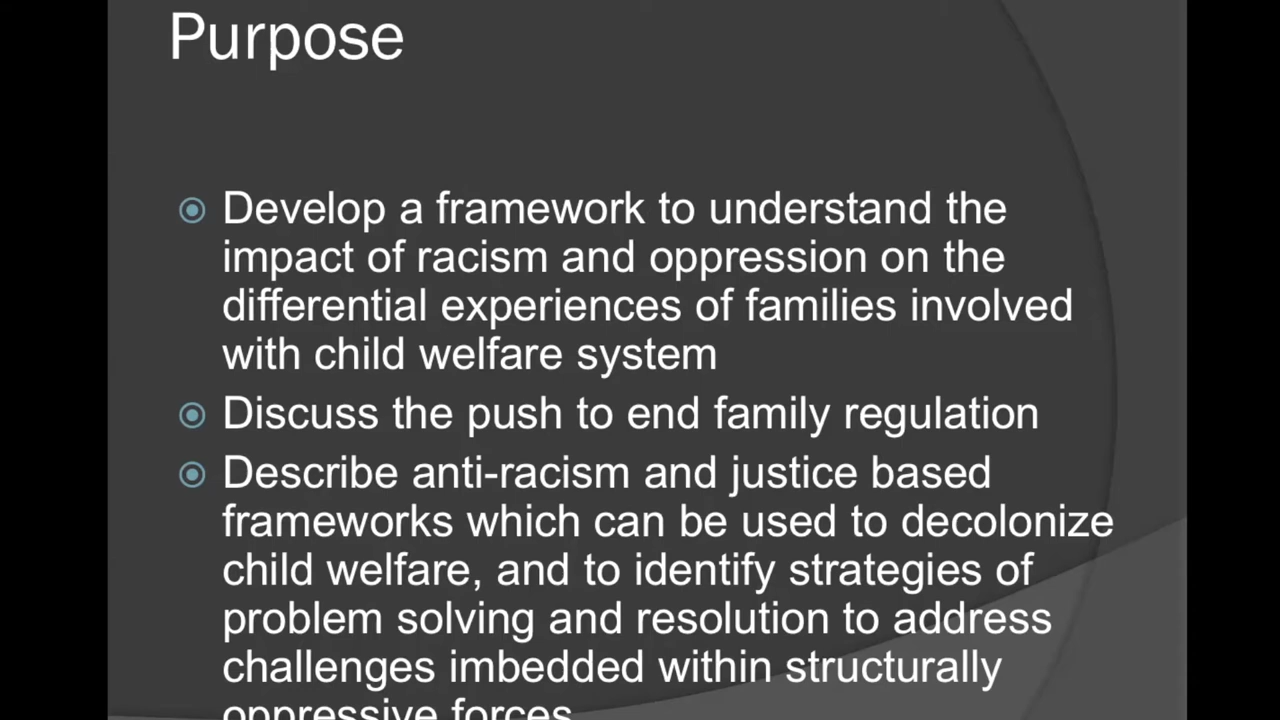 Purpose
Develop a framework to understand the
impact of racism and oppression on the
differential experiences of families involved
with child welfare system
Discuss the push to end family regulation
Describe anti-racism and justice based
frameworks which can be used to decolonize
child welfare, and to identify strategies of
problem solving and resolution to address
challenges imbedded within structurally
oppressive forces